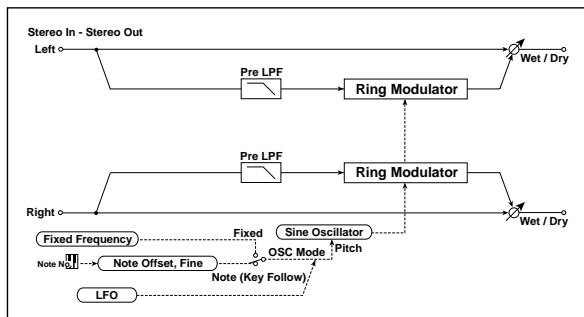 Stereo In - Stereo Out
Left
Wet / Dry
Pre LPF
Ring Modulator
Pre LPF
Ring Modulator
Right
Wet / Dry
Fixed Frequency
Fixed
Sine Oscillator
OSC Mode
Pitch
Note No.
Note Offset, Fine
Note (Key Follow)
LFO